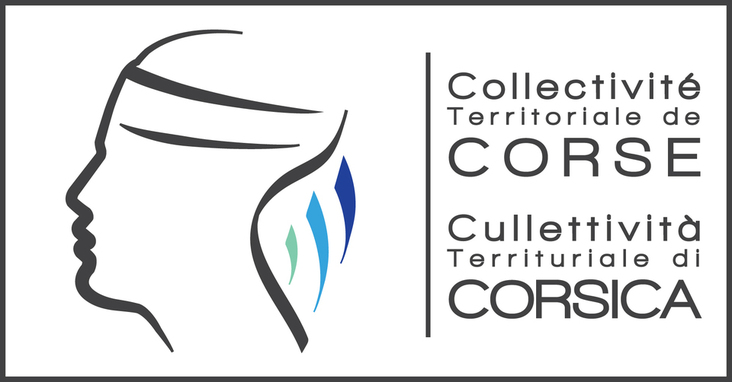 Collectivité
Territoriale de
CORSE
Cullettività
Territuriale di
CORSICA